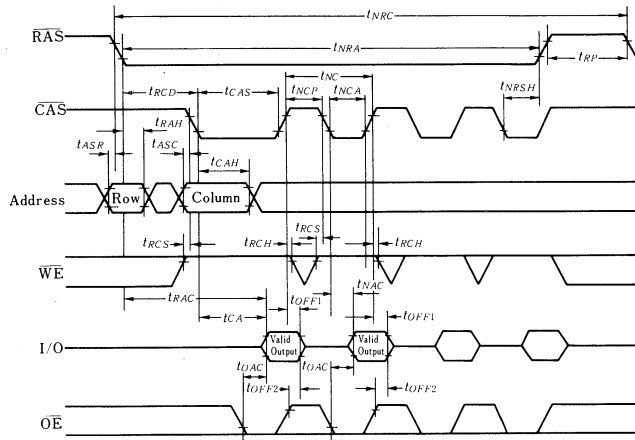 tNRC
RAS
tNRA
tRP
tRCD tCAS tNC
tNCP tNCA tNRSH
CAS
tRAH
tASR tASC
tCAH
Address Row Column
tRCS tRCH tRCS tRCH
WE
tRAC tNAC
tCA tOFF1 tOFF1
I/O Valid Output Valid Output
tOAC tOAC
tOFF2 tOFF2
OE